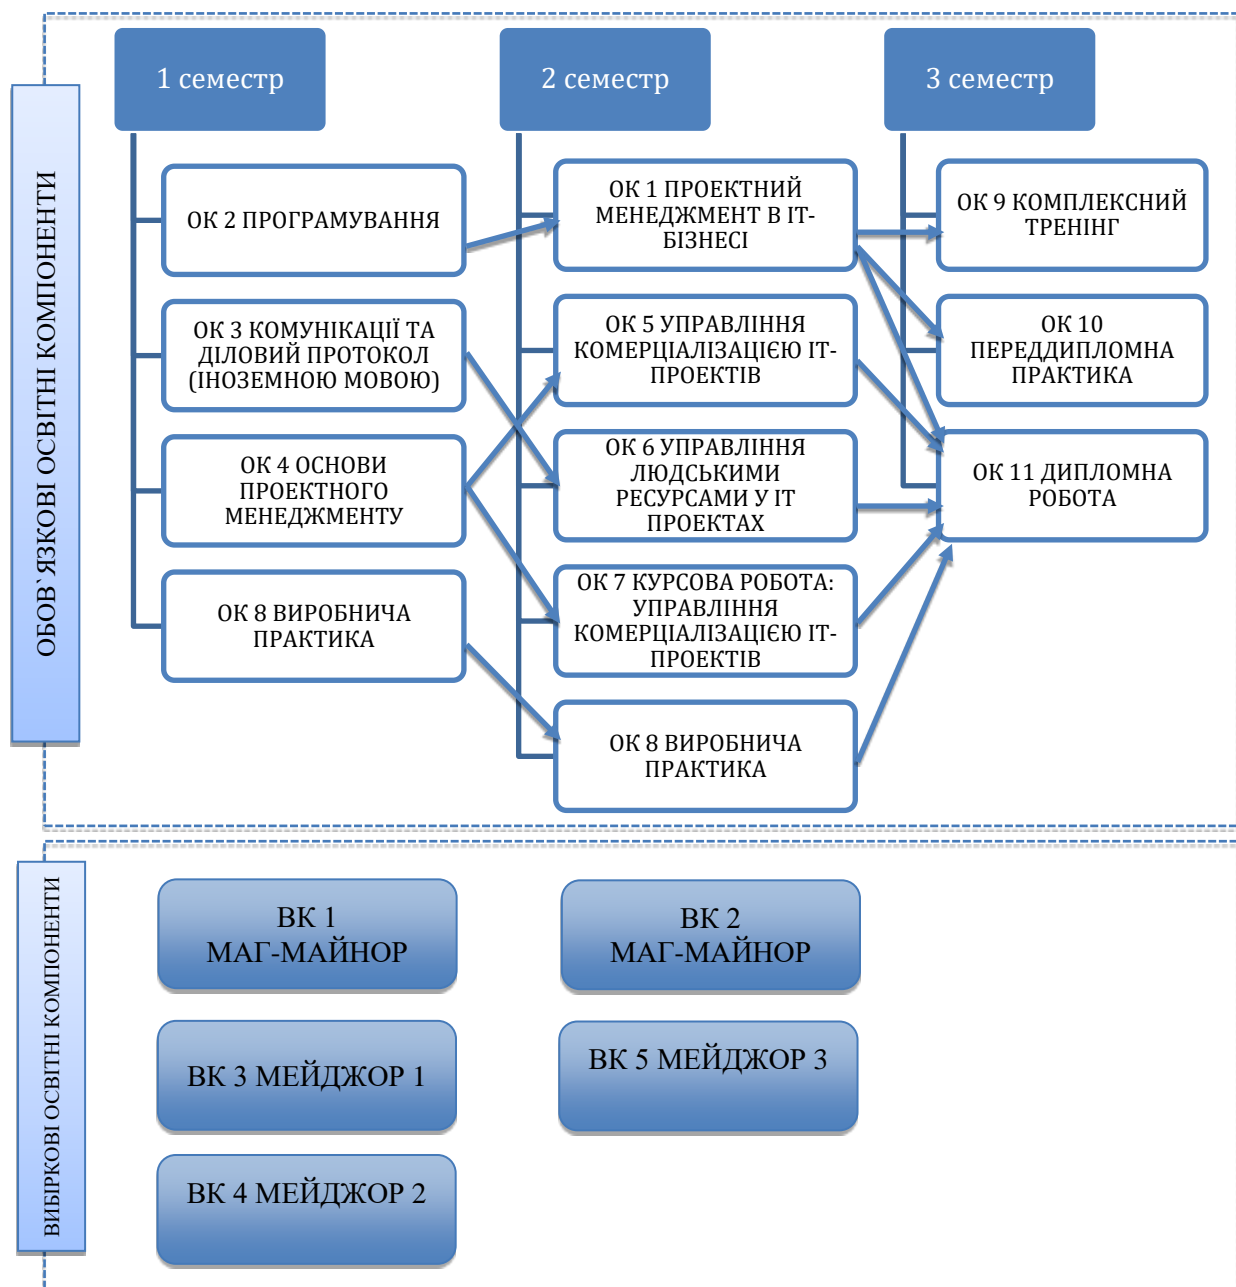 ОБОВ`ЯЗКОВІ ОСВІТНІ КОМПОНЕНТИ
1 семестр
ОК 2 ПРОГРАМУВАННЯ
ОК 3 КОМУНІКАЦІЇ ТА
ДІЛОВИЙ ПРОТОКОЛ
(ІНОЗЕМНОЮ МОВОЮ)
ОК 4 ОСНОВИ
ПРОЕКТНОГО
МЕНЕДЖМЕНТУ
ОК 8 ВИРОБНИЧА
ПРАКТИКА
2 семестр
ОК 1 ПРОЕКТНИЙ
МЕНЕДЖМЕНТ В ІТ-
БІЗНЕСІ
ОК 5 УПРАВЛІННЯ
КОМЕРЦІАЛІЗАЦІЄЮ ІТ-
ПРОЕКТІВ
ОК 6 УПРАВЛІННЯ
ЛЮДСЬКИМИ
РЕСУРСАМИ У ІТ
ПРОЕКТАХ
ОК 7 КУРСОВА РОБОТА:
УПРАВЛІННЯ
КОМЕРЦІАЛІЗАЦІЄЮ ІТ-
ПРОЕКТІВ
ОК 8 ВИРОБНИЧА
ПРАКТИКА
3 семестр
ОК 9 КОМПЛЕКСНИЙ
ТРЕНІНГ
ОК 10
ПЕРЕДДИПЛОМНА
ПРАКТИКА
ОК 11 ДИПЛОМНА
РОБОТА
ВИБІРКОВІ ОСВІТНІ КОМПОНЕНТИ
ВК 1
МАГ-МАЙНОР
ВК 3 МЕЙДЖОР 1
ВК 4 МЕЙДЖОР 2
ВК 2
МАГ-МАЙНОР
ВК 5 МЕЙДЖОР 3